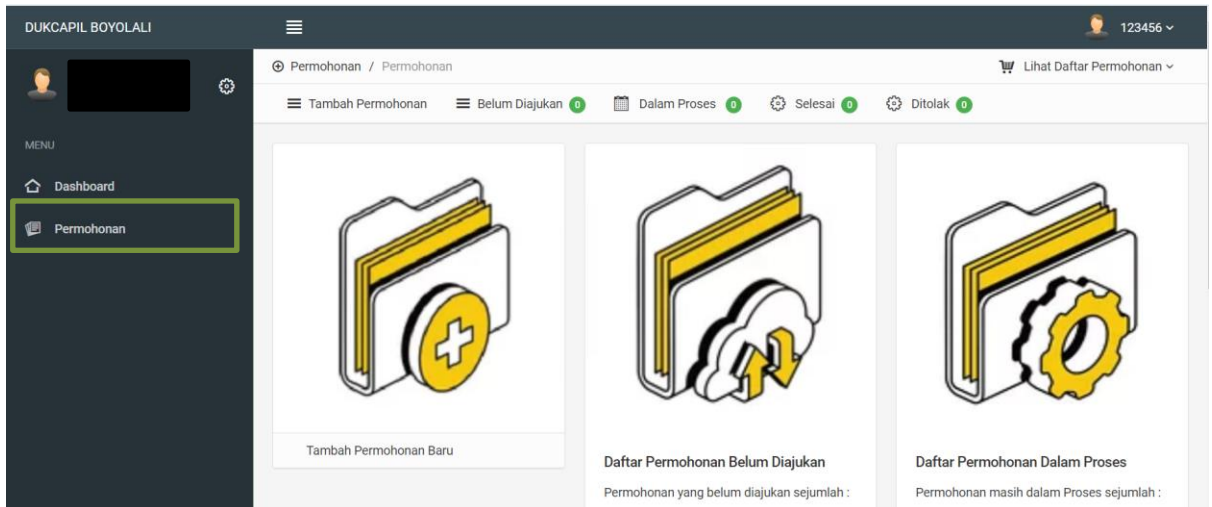 DUKCAPIL BOYOLALI
123456
Permohonan / Permohonan
Lihat Daftar Permohonan
Tambah Permohonan
Belum Diajukan 0
Dalam Proses 0
Selesai 0
Ditolak 0
MENU
Dashboard
Permohonan
Tambah Permohonan Baru
Daftar Permohonan Belum Diajukan
Permohonan yang belum diajukan sejumlah :
Daftar Permohonan Dalam Proses
Permohonan masih dalam Proses sejumlah :